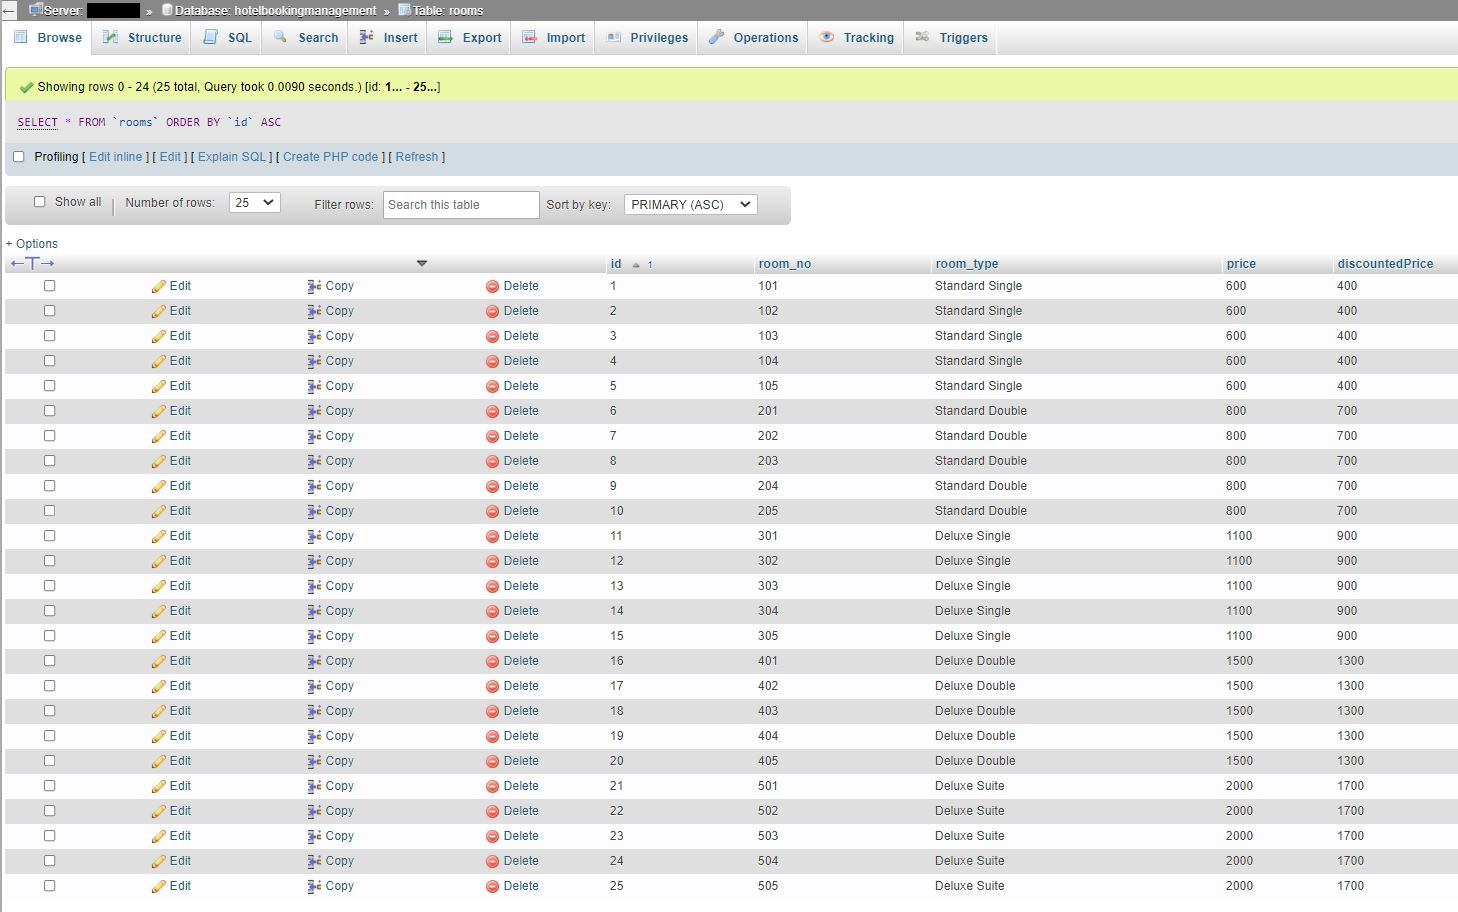 Server: » Database: hotelbookingmanagement » Table: rooms
Browse Structure SQL Search Insert Export Import Privileges Operations Tracking Triggers
Showing rows 0 - 24 (25 total, Query took 0.0090 seconds.) [id: 1... - 25...]
SELECT * FROM `rooms` ORDER BY `id` ASC
Profiling [ Edit inline ] [ Edit ] [ Explain SQL ] [ Create PHP code ] [ Refresh ]
Show all | Number of rows: 25 Filter rows: Search this table Sort by key: PRIMARY (ASC)
+ Options
←T→ id 1 room_no room_type price discountedPrice
Edit Copy Delete 1 101 Standard Single 600 400
Edit Copy Delete 2 102 Standard Single 600 400
Edit Copy Delete 3 103 Standard Single 600 400
Edit Copy Delete 4 104 Standard Single 600 400
Edit Copy Delete 5 105 Standard Single 600 400
Edit Copy Delete 6 201 Standard Double 800 700
Edit Copy Delete 7 202 Standard Double 800 700
Edit Copy Delete 8 203 Standard Double 800 700
Edit Copy Delete 9 204 Standard Double 800 700
Edit Copy Delete 10 205 Standard Double 800 700
Edit Copy Delete 11 301 Deluxe Single 1100 900
Edit Copy Delete 12 302 Deluxe Single 1100 900
Edit Copy Delete 13 303 Deluxe Single 1100 900
Edit Copy Delete 14 304 Deluxe Single 1100 900
Edit Copy Delete 15 305 Deluxe Single 1100 900
Edit Copy Delete 16 401 Deluxe Double 1500 1300
Edit Copy Delete 17 402 Deluxe Double 1500 1300
Edit Copy Delete 18 403 Deluxe Double 1500 1300
Edit Copy Delete 19 404 Deluxe Double 1500 1300
Edit Copy Delete 20 405 Deluxe Double 1500 1300
Edit Copy Delete 21 501 Deluxe Suite 2000 1700
Edit Copy Delete 22 502 Deluxe Suite 2000 1700
Edit Copy Delete 23 503 Deluxe Suite 2000 1700
Edit Copy Delete 24 504 Deluxe Suite 2000 1700
Edit Copy Delete 25 505 Deluxe Suite 2000 1700